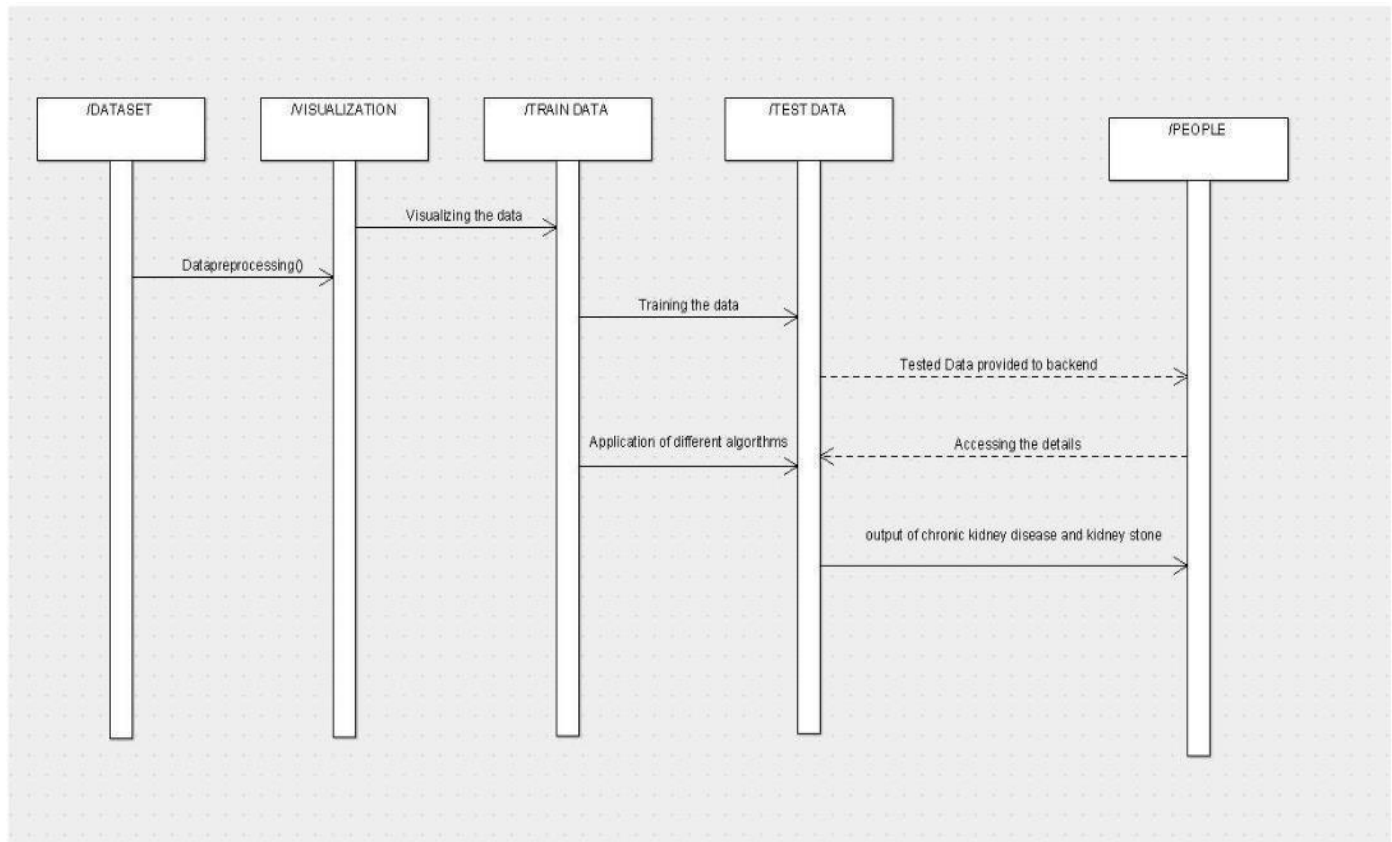 /DATASET
/VISUALIZATION
/TRAIN DATA
/TEST DATA
/PEOPLE
Visualizing the data
Datapreprocessing()
Training the data
Tested Data provided to backend
Application of different algorithms
Accessing the details
output of chronic kidney disease and kidney stone